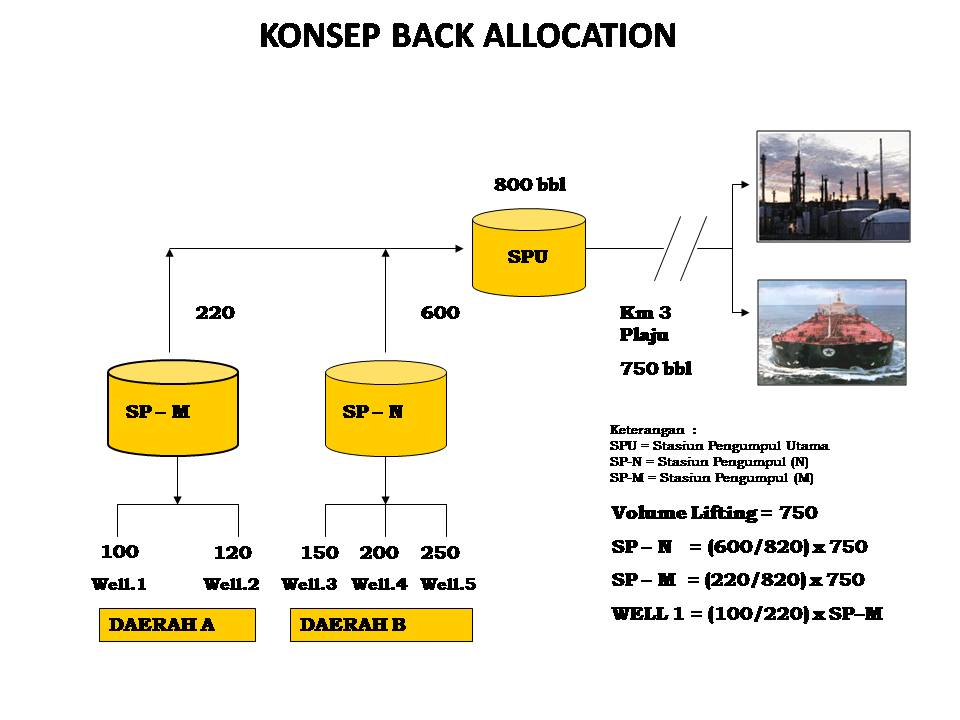 KONSEP BACK ALLOCATION
800 bbl
SPU
220
600
Km 3
Plaju
750 bbl
SP – M
SP – N
Keterangan :
SPU = Stasiun Pengumpul Utama
SP-N = Stasiun Pengumpul (N)
SP-M = Stasiun Pengumpul (M)
Volume Lifting = 750
SP – N = (600/820) x 750
SP – M = (220/820) x 750
WELL 1 = (100/220) x SP–M
100
120
150
200
250
Well.1
Well.2
Well.3
Well.4
Well.5
DAERAH A
DAERAH B